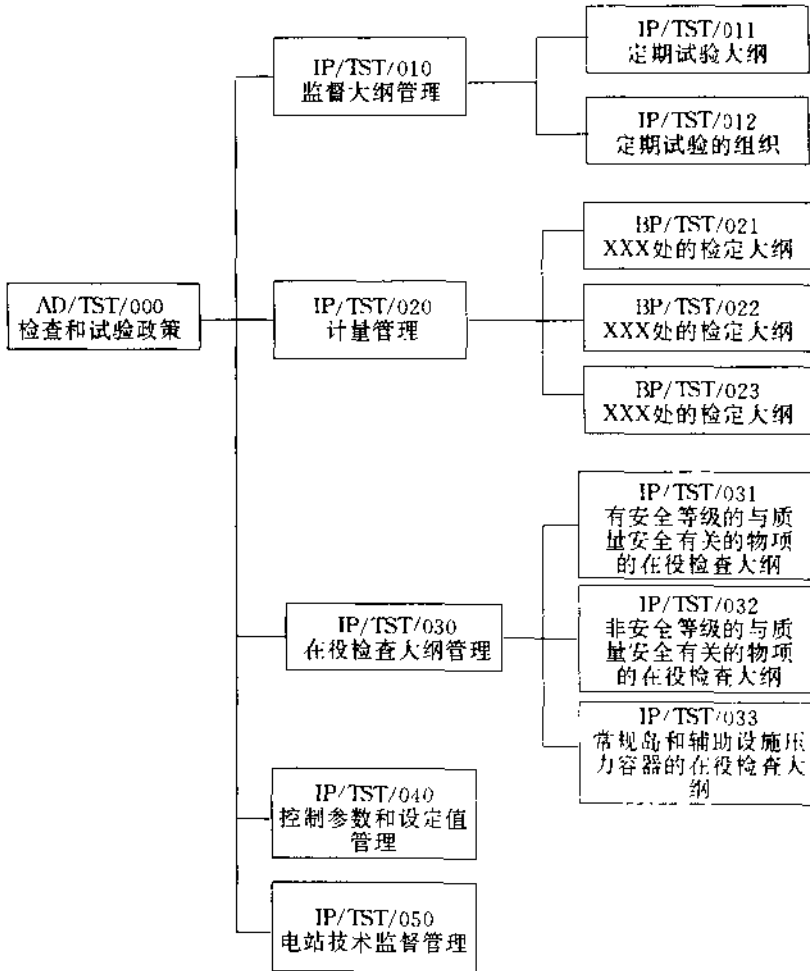 AD/TST/000
检查和试验政策
IP/TST/010
监督大纲管理
IP/TST/011
定期试验大纲
IP/TST/012
定期试验的组织
IP/TST/020
计量管理
BP/TST/021
XXX处的检定大纲
BP/TST/022
XXX处的检定大纲
BP/TST/023
XXX处的检定大纲
IP/TST/030
在役检查大纲管理
IP/TST/031
有安全等级的与质
量安全有关的物项
的在役检查大纲
IP/TST/032
非安全等级的与质
量安全有关的物项
的在役检查大纲
IP/TST/033
常规岛和辅助设施压
力容器的在役检查大
纲
IP/TST/040
控制参数和设定值
管理
IP/TST/050
电站技术监督管理